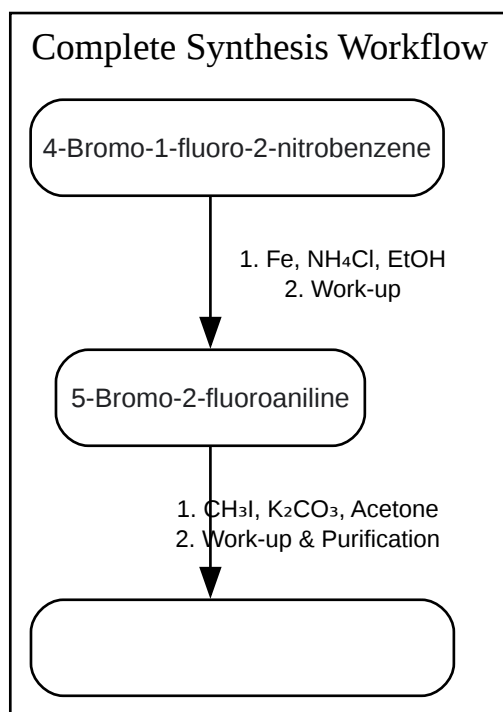 Complete Synthesis Workflow
4-Bromo-1-fluoro-2-nitrobenzene
1. Fe, NH₄Cl, EtOH
2. Work-up
5-Bromo-2-fluoroaniline
1. CH₃I, K₂CO₃, Acetone
2. Work-up & Purification